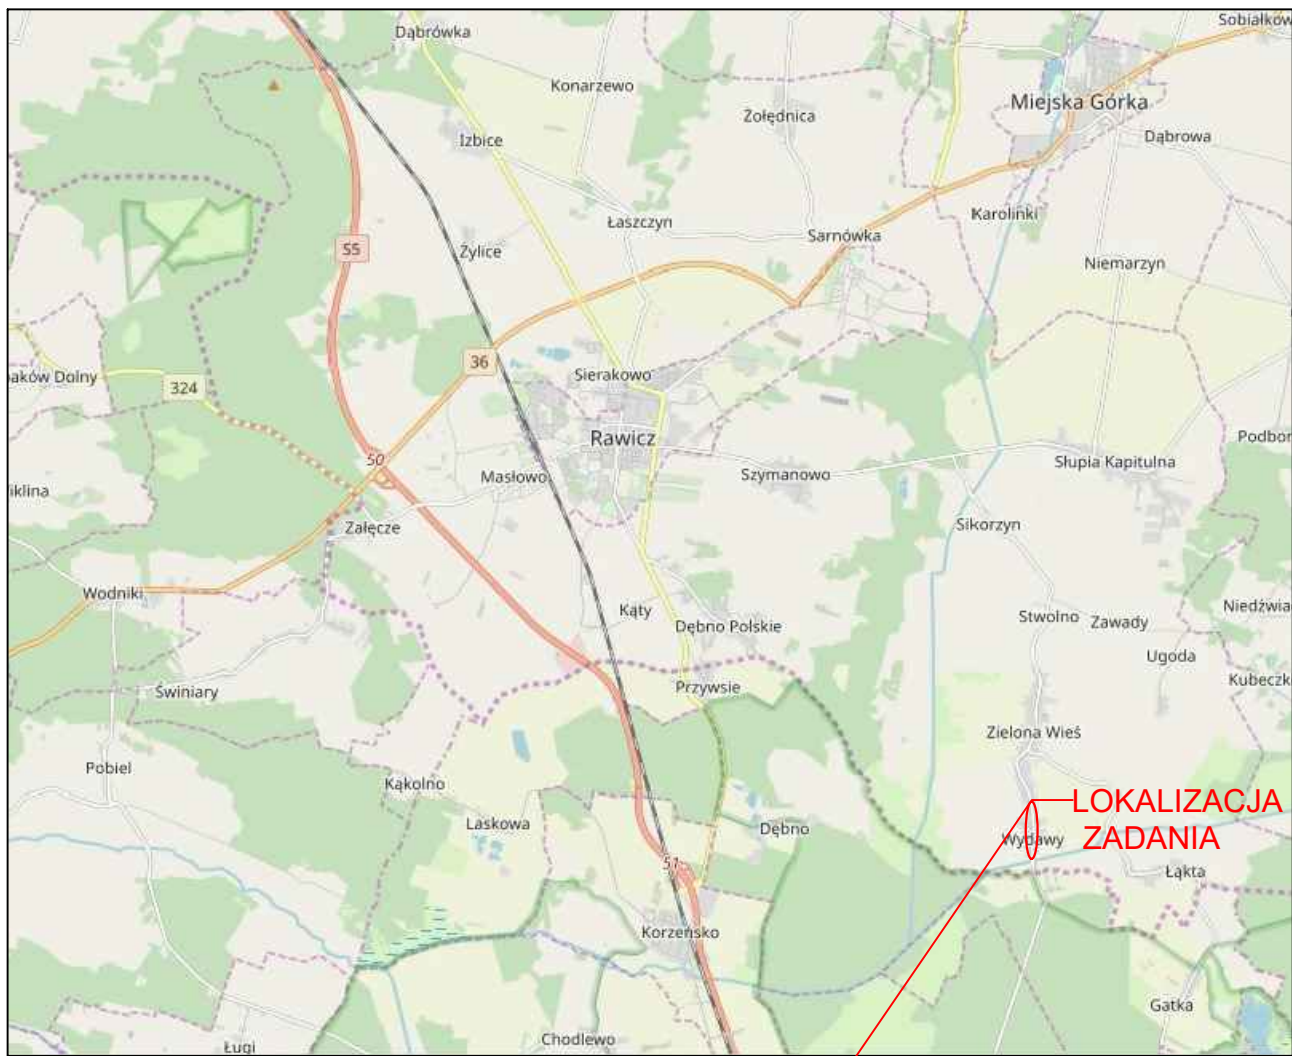 Sobiałkow
Dąbrówka
Konarzewo
Miejska Górka
Żołędnica
Dąbrowa
Izbice
Karolinki
Łaszczyn
Sarnówka
55
Żylice
Niemarzyn
36
Sierakowo
paków Dolny
324
Rawicz
Podbor
50
Słupia Kapitulna
Masłowo
Szymanowo
iklina
Załęcze
Sikorzyn
Wodniki
Kąty
Niedźwia
Stwolno
Zawady
Dębno Polskie
Ugoda
Kubeczk
Świniary
Przywsie
Zielona Wieś
Pobiel
Kąkolno
LOKALIZACJA
ZADANIA
Laskowa
Dębno
Wydawy
51
Łąkta
Korzeńsko
Gatka
Chodlewo
Ługi